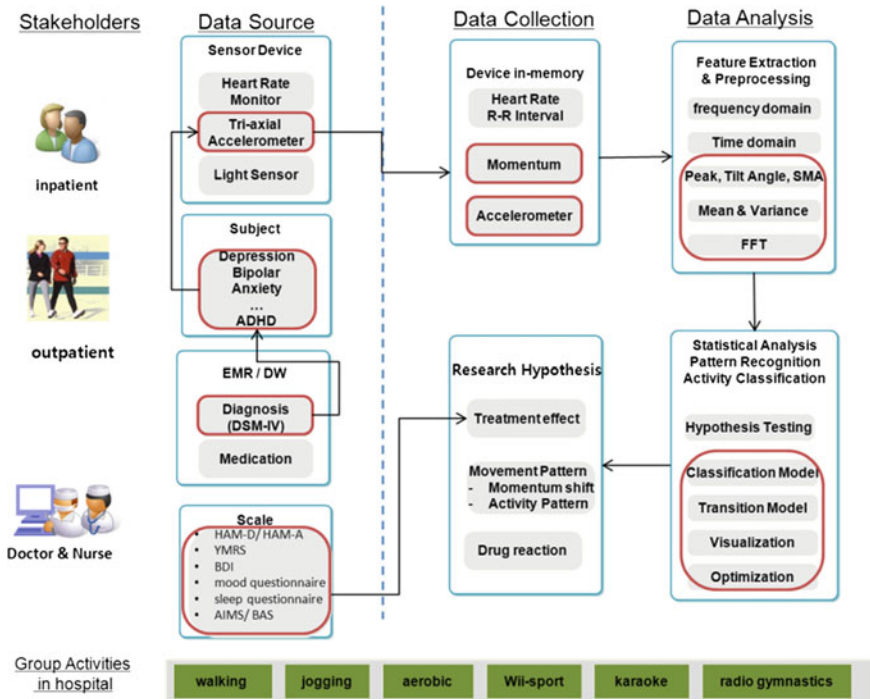 Stakeholders
Data Source
Data Collection
Data Analysis
inpatient
outpatient
Doctor & Nurse
Sensor Device
Heart Rate
Monitor
Tri-axial
Accelerometer
Light Sensor
Subject
Depression
Bipolar
Anxiety
...
ADHD
EMR / DW
Diagnosis
(DSM-IV)
Medication
Scale
• HAM-D/ HAM-A
• YMRS
• BDI
• mood questionnaire
• sleep questionnaire
• AIMS/ BAS
Device in-memory
Heart Rate
R-R Interval
Momentum
Accelerometer
Feature Extraction
& Preprocessing
frequency domain
Time domain
Peak, Tilt Angle, SMA
Mean & Variance
FFT
Statistical Analysis
Pattern Recognition
Activity Classification
Hypothesis Testing
Classification Model
Transition Model
Visualization
Optimization
Research Hypothesis
Treatment effect
Movement Pattern
- Momentum shift
- Activity Pattern
Drug reaction
Group Activities
in hospital
walking
jogging
aerobic
Wii-sport
karaoke
radio gymnastics